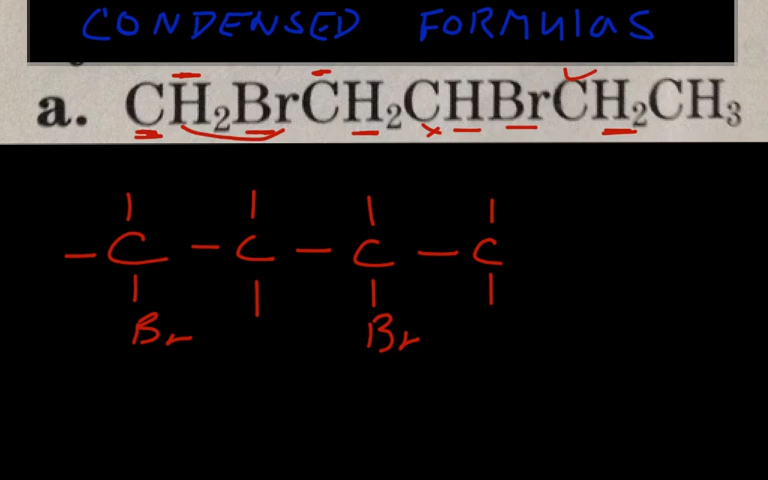 CONDENSED FORMULAS
a. CH₂BrCH₂CHBrCH₂CH₃
– C – C – C – C
Br Br